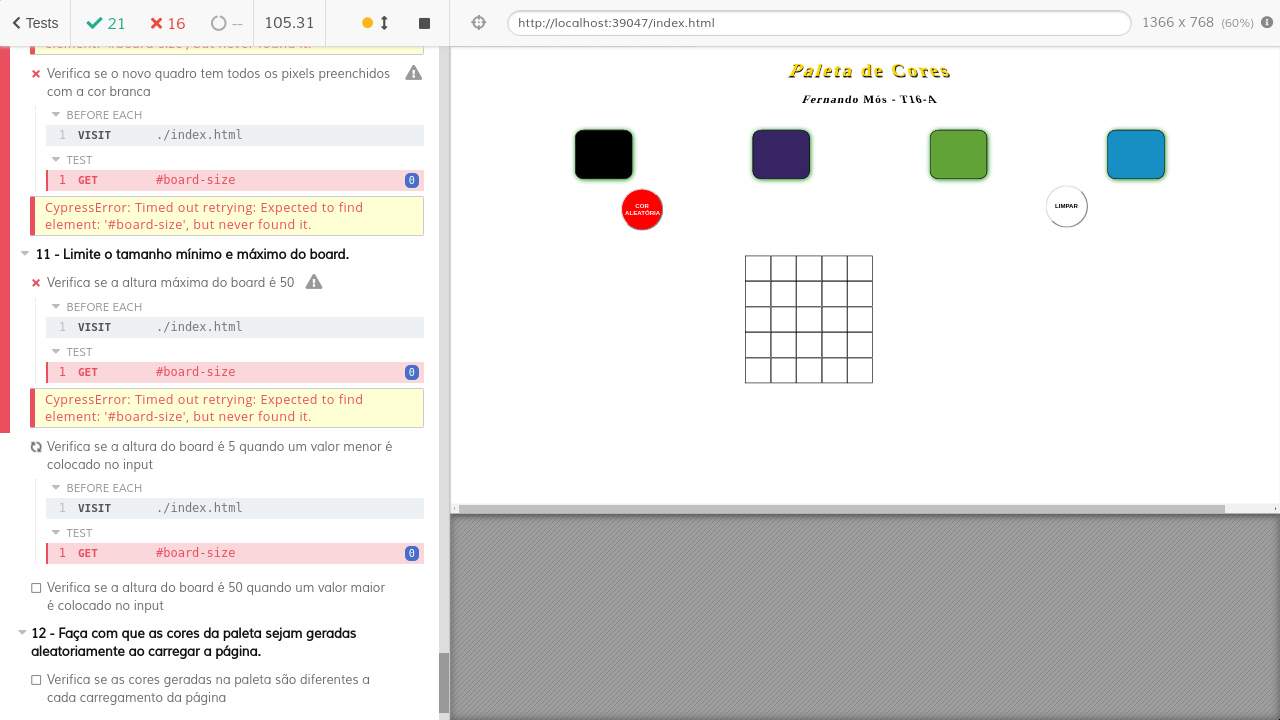 Tests 21 16 -- 105.31
http://localhost:39047/index.html 1366 x 768 (60%)
element: '#board-size', but never found it.
Verifica se o novo quadro tem todos os pixels preenchidos
com a cor branca
BEFORE EACH
1 VISIT ./index.html
TEST
1 GET #board-size 0
CypressError: Timed out retrying: Expected to find
element: '#board-size', but never found it.
11 - Limite o tamanho mínimo e máximo do board.
Verifica se a altura máxima do board é 50
BEFORE EACH
1 VISIT ./index.html
TEST
1 GET #board-size 0
CypressError: Timed out retrying: Expected to find
element: '#board-size', but never found it.
Verifica se a altura do board é 5 quando um valor menor é
colocado no input
BEFORE EACH
1 VISIT ./index.html
TEST
1 GET #board-size 0
Verifica se a altura do board é 50 quando um valor maior
é colocado no input
12 - Faça com que as cores da paleta sejam geradas
aleatoriamente ao carregar a página.
Verifica se as cores geradas na paleta são diferentes a
cada carregamento da página
Paleta de Cores
Fernando Mós - T16-A
COR
ALEATÓRIA
LIMPAR